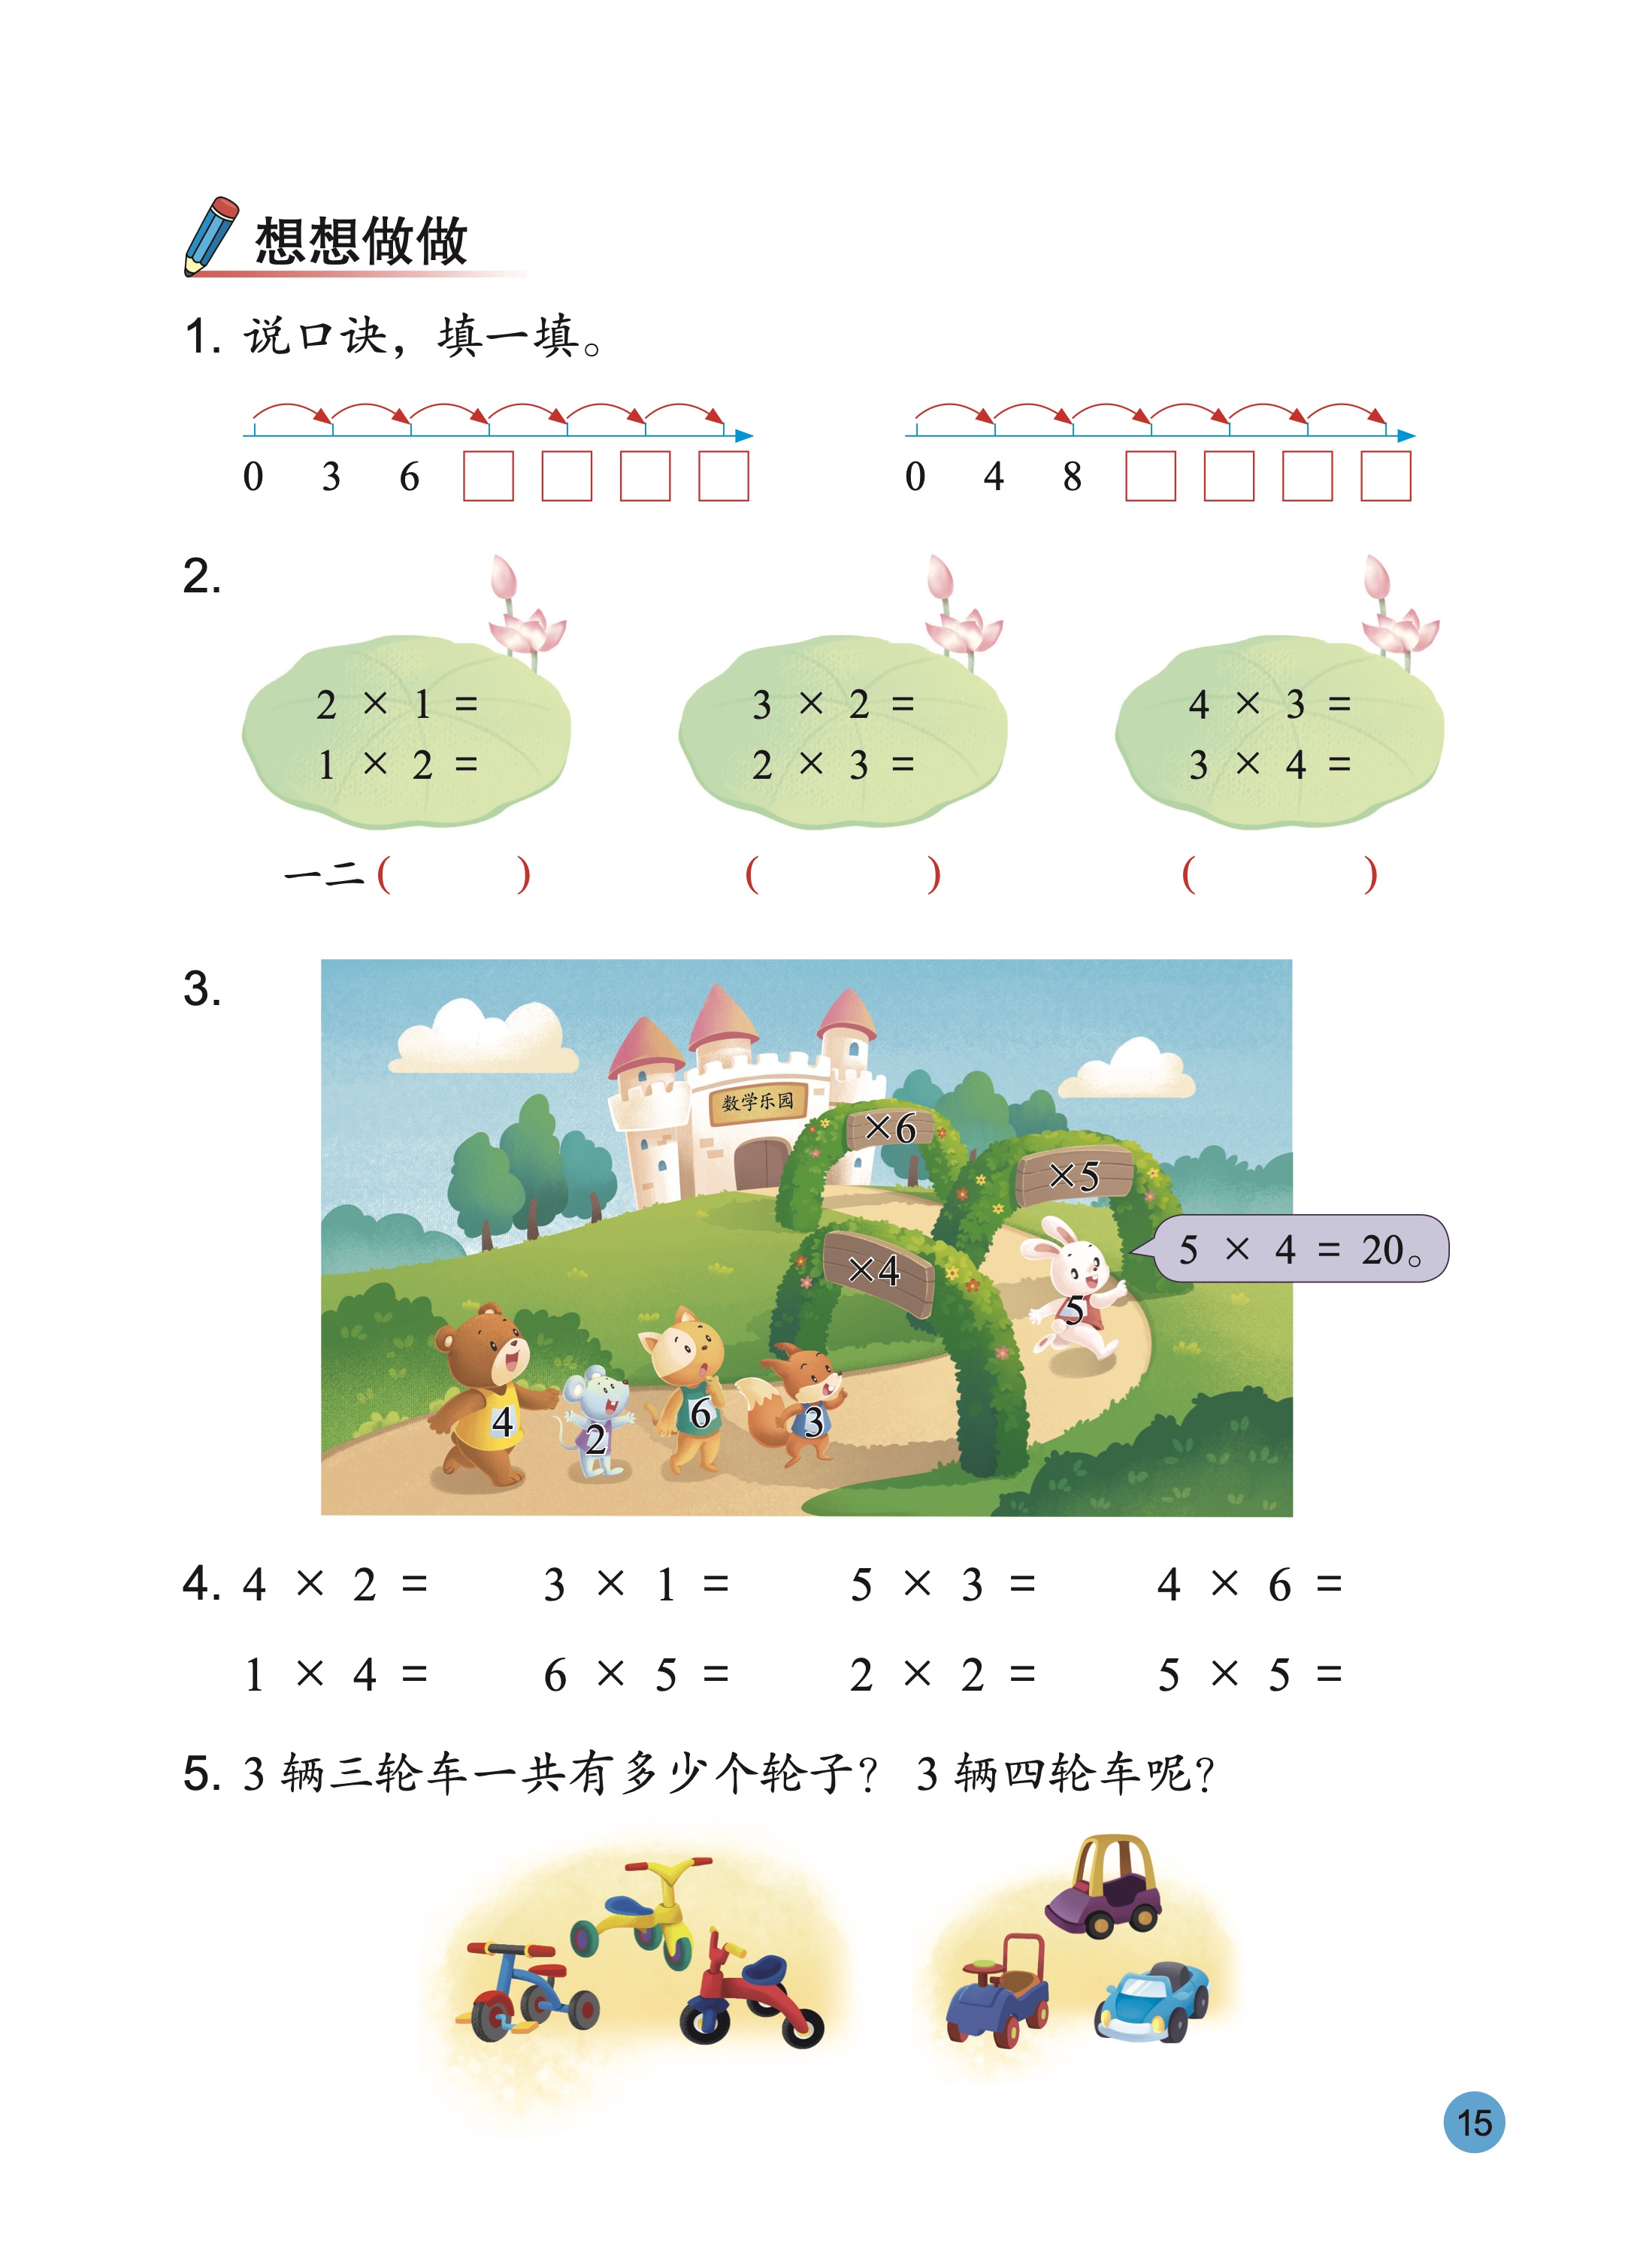 想想做做
1. 说口诀，填一填。
0 3 6 □ □ □ □ 0 4 8 □ □ □ □
2.
2 × 1 = 3 × 2 = 4 × 3 =
1 × 2 = 2 × 3 = 3 × 4 =
一二( ) ( ) ( )
3.
数学乐园
×6
×5
×4
5 × 4 = 20。
5
4 2 6 3
4. 4 × 2 = 3 × 1 = 5 × 3 = 4 × 6 =
1 × 4 = 6 × 5 = 2 × 2 = 5 × 5 =
5. 3 辆三轮车一共有多少个轮子？ 3 辆四轮车呢？
15